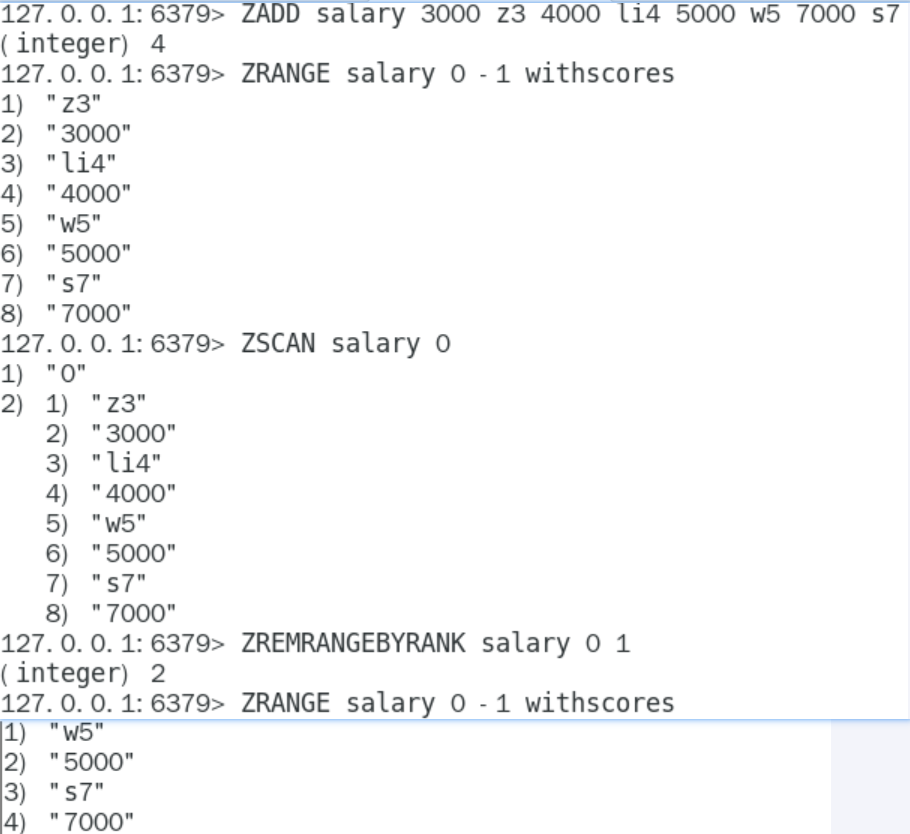 127.0.0.1:6379> ZADD salary 3000 z3 4000 li4 5000 w5 7000 s7
(integer) 4
127.0.0.1:6379> ZRANGE salary 0 -1 withscores
1) "z3"
2) "3000"
3) "li4"
4) "4000"
5) "w5"
6) "5000"
7) "s7"
8) "7000"
127.0.0.1:6379> ZSCAN salary 0
1) "0"
2) 1) "z3"
2) "3000"
3) "li4"
4) "4000"
5) "w5"
6) "5000"
7) "s7"
8) "7000"
127.0.0.1:6379> ZREMRANGEBYRANK salary 0 1
(integer) 2
127.0.0.1:6379> ZRANGE salary 0 -1 withscores
1) "w5"
2) "5000"
3) "s7"
4) "7000"